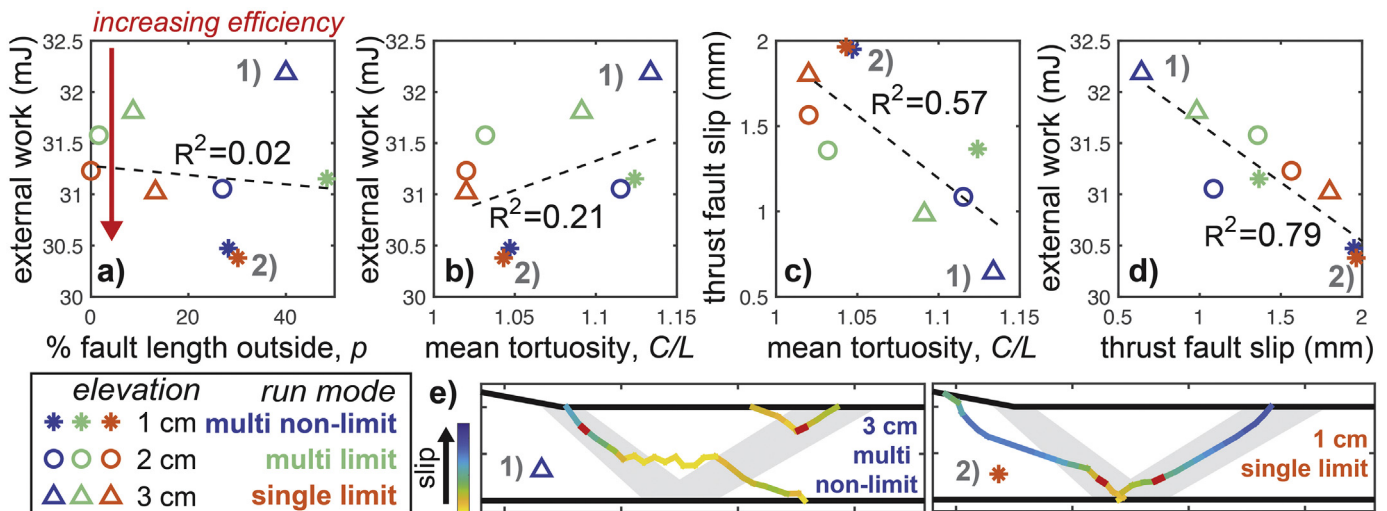 increasing efficiency
external work (mJ)
32.5
32
31.5
31
30.5
30
1)
R²=0.02
a)
2)
0
20
40
% fault length outside, p
external work (mJ)
32.5
32
31.5
31
30.5
30
1)
R²=0.21
b)
2)
1
1.05
1.1
1.15
mean tortuosity, C/L
thrust fault slip (mm)
2
1.5
1
0.5
2)
R²=0.57
c)
1)
1
1.05
1.1
1.15
mean tortuosity, C/L
external work (mJ)
32.5
32
31.5
31
30.5
30
1)
R²=0.79
d)
2)
0.5
1
1.5
2
thrust fault slip (mm)
elevation run mode
1 cm multi non-limit
2 cm multi limit
3 cm single limit
e)
slip
1)
3 cm
multi
non-limit
2)
1 cm
single limit